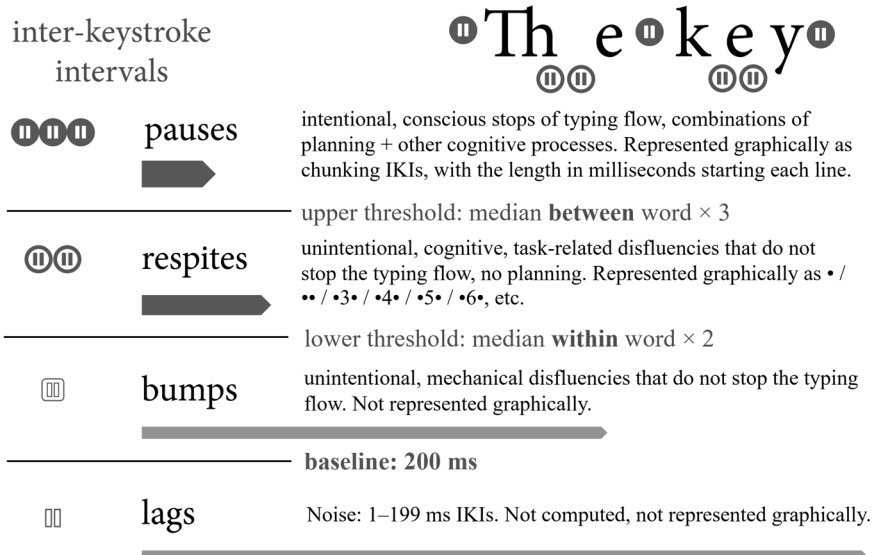 inter-keystroke
intervals
Th e key
pauses
intentional, conscious stops of typing flow, combinations of
planning + other cognitive processes. Represented graphically as
chunking IKIs, with the length in milliseconds starting each line.
upper threshold: median between word × 3
respites
unintentional, cognitive, task-related disfluencies that do not
stop the typing flow, no planning. Represented graphically as • /
•• / •3• / •4• / •5• / •6•, etc.
lower threshold: median within word × 2
bumps
unintentional, mechanical disfluencies that do not stop the typing
flow. Not represented graphically.
baseline: 200 ms
lags
Noise: 1–199 ms IKIs. Not computed, not represented graphically.